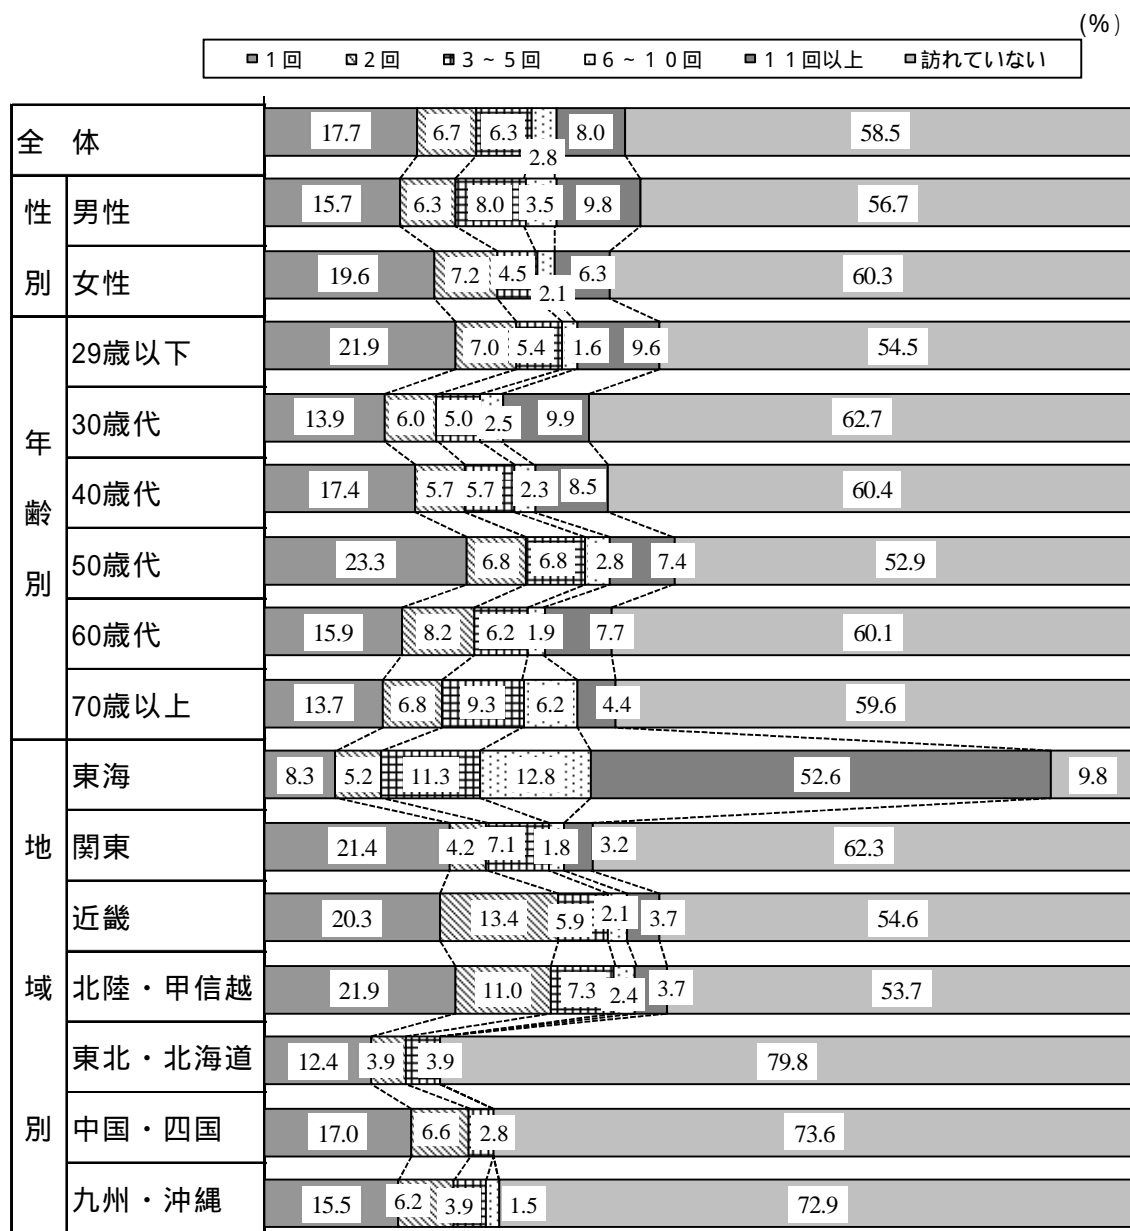 (%)
1回 2回 3~5回 6~10回 11回以上 訪れていない
全 体 17.7 6.7 6.3 2.8 8.0 58.5
性別
男性 15.7 6.3 8.0 3.5 9.8 56.7
女性 19.6 7.2 4.5 2.1 6.3 60.3
年齢別
29歳以下 21.9 7.0 5.4 1.6 9.6 54.5
30歳代 13.9 6.0 5.0 2.5 9.9 62.7
40歳代 17.4 5.7 5.7 2.3 8.5 60.4
50歳代 23.3 6.8 6.8 2.8 7.4 52.9
60歳代 15.9 8.2 6.2 1.9 7.7 60.1
70歳以上 13.7 6.8 9.3 6.2 4.4 59.6
地域別
東海 8.3 5.2 11.3 12.8 52.6 9.8
関東 21.4 4.2 7.1 1.8 3.2 62.3
近畿 20.3 13.4 5.9 2.1 3.7 54.6
北陸・甲信越 21.9 11.0 7.3 2.4 3.7 53.7
東北・北海道 12.4 3.9 3.9 79.8
中国・四国 17.0 6.6 2.8 73.6
九州・沖縄 15.5 6.2 3.9 1.5 72.9